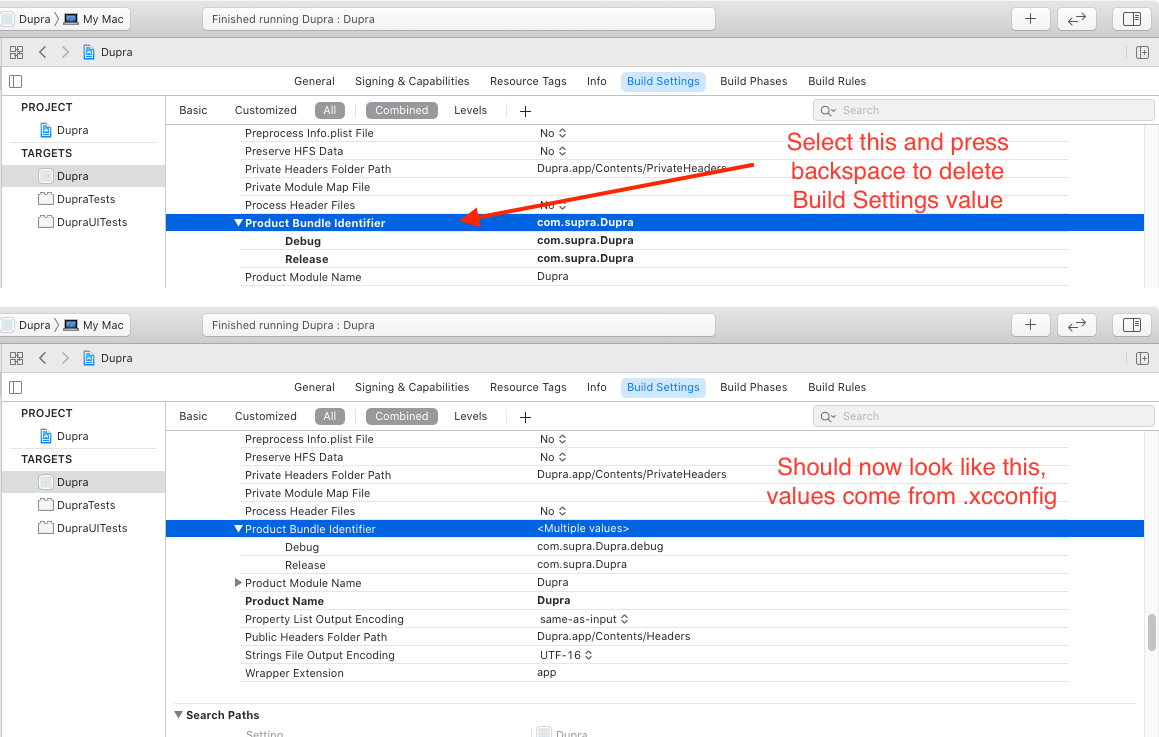 Dupra My Mac Finished running Dupra : Dupra
Dupra
General Signing & Capabilities Resource Tags Info Build Settings Build Phases Build Rules
PROJECT
Dupra
TARGETS
Dupra
DupraTests
DupraUITests
Basic Customized All Combined Levels + Search
Preprocess Info.plist File No
Preserve HFS Data No
Private Headers Folder Path Dupra.app/Contents/PrivateHeaders
Private Module Map File
Process Header Files No
Product Bundle Identifier com.supra.Dupra
Debug com.supra.Dupra
Release com.supra.Dupra
Product Module Name Dupra
Select this and press
backspace to delete
Build Settings value
Dupra My Mac Finished running Dupra : Dupra
Dupra
General Signing & Capabilities Resource Tags Info Build Settings Build Phases Build Rules
PROJECT
Dupra
TARGETS
Dupra
DupraTests
DupraUITests
Basic Customized All Combined Levels + Search
Preprocess Info.plist File No
Preserve HFS Data No
Private Headers Folder Path Dupra.app/Contents/PrivateHeaders
Private Module Map File
Process Header Files No
Product Bundle Identifier <Multiple values>
Debug com.supra.Dupra.debug
Release com.supra.Dupra
Product Module Name Dupra
Product Name Dupra
Property List Output Encoding same-as-input
Public Headers Folder Path Dupra.app/Contents/Headers
Strings File Output Encoding UTF-16
Wrapper Extension app
Search Paths
Setting Dupra
Should now look like this,
values come from .xcconfig